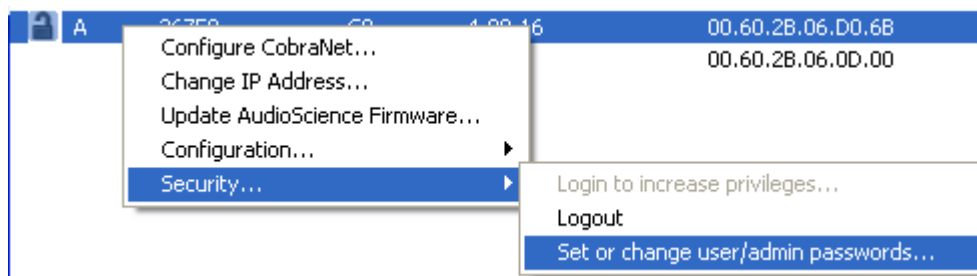 A 6 00.60.2B.06.D0.6B
Configure CobraNet...
00.60.2B.06.0D.00
Change IP Address...
Update AudioScience Firmware...
Configuration...
Security...
Login to increase privileges...
Logout
Set or change user/admin passwords...